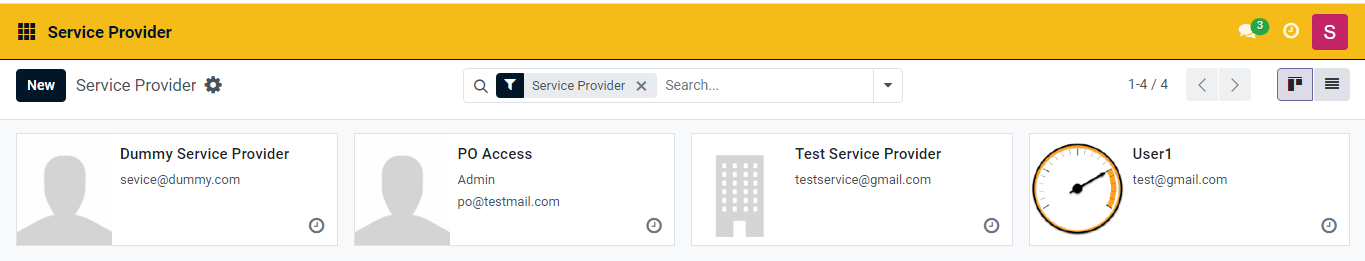 Service Provider
3
S
New
Service Provider
Service Provider
Search...
1-4 / 4
Dummy Service Provider
sevice@dummy.com
PO Access
Admin
po@testmail.com
Test Service Provider
testservice@gmail.com
User1
test@gmail.com